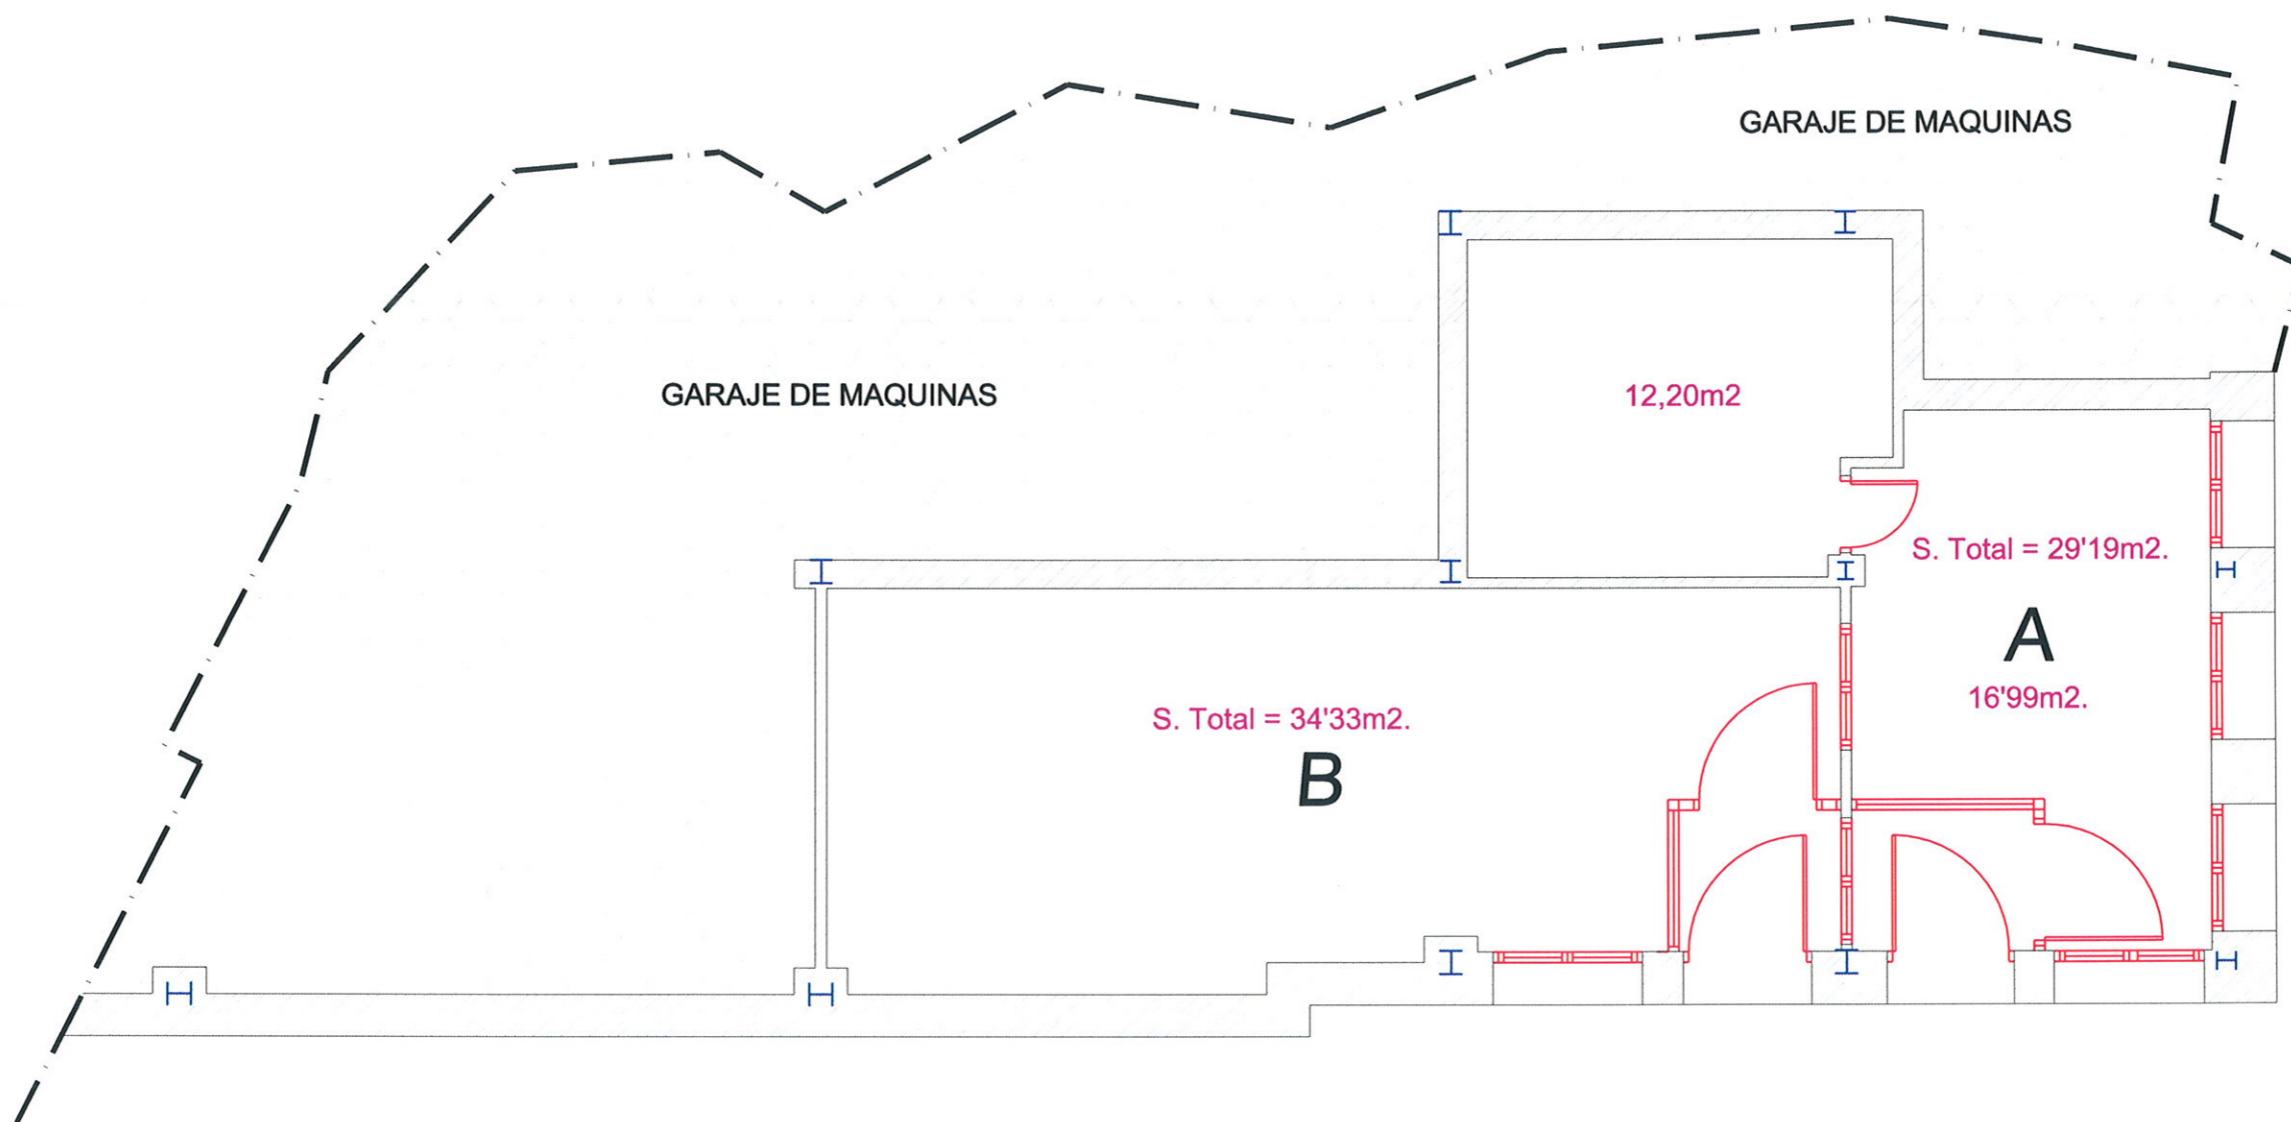 GARAJE DE MAQUINAS
GARAJE DE MAQUINAS
12,20m2
S. Total = 29'19m2.
A
16'99m2.
S. Total = 34'33m2.
B